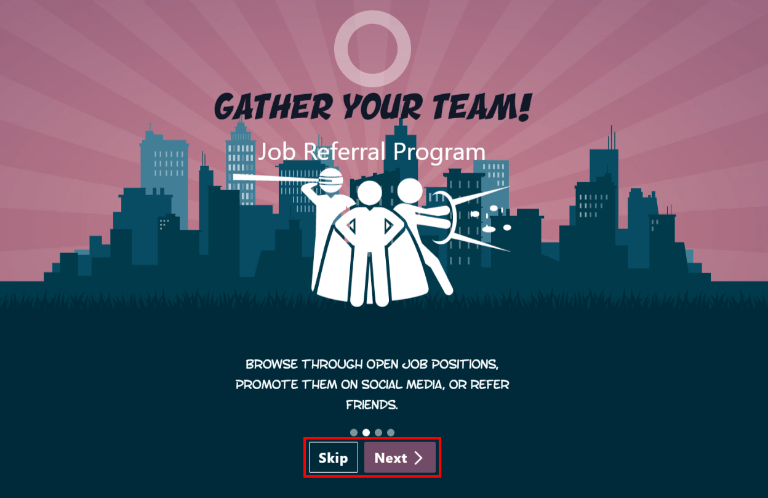 GATHER YOUR TEAM!
Job Referral Program
BROWSE THROUGH OPEN JOB POSITIONS,
PROMOTE THEM ON SOCIAL MEDIA, OR REFER
FRIENDS.
Skip Next